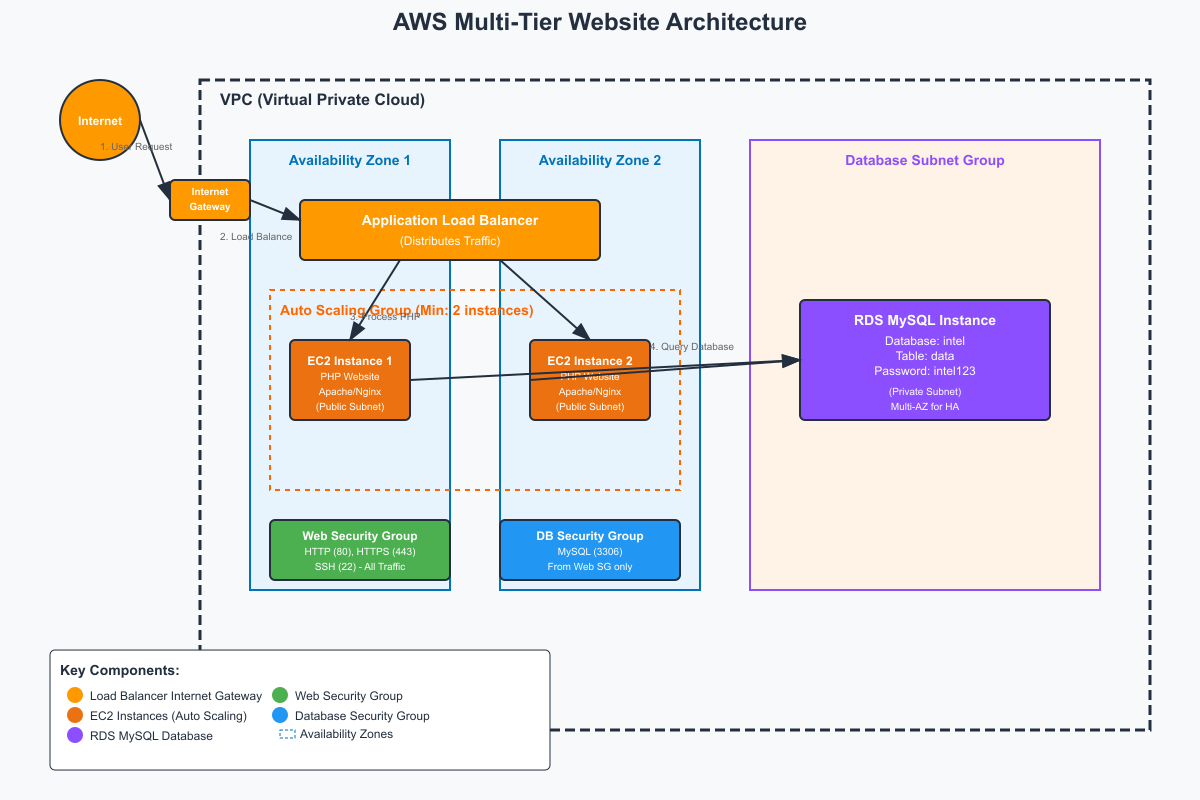 AWS Multi-Tier Website Architecture
Internet
1. User Request
VPC (Virtual Private Cloud)
Internet
Gateway
2. Load Balance
Availability Zone 1
Availability Zone 2
Database Subnet Group
Application Load Balancer
(Distributes Traffic)
Auto Scaling Group (Min: 2 instances)
3. Process PHP
EC2 Instance 1
PHP Website
Apache/Nginx
(Public Subnet)
EC2 Instance 2
PHP Website
Apache/Nginx
(Public Subnet)
4. Query Database
RDS MySQL Instance
Database: intel
Table: data
Password: intel123
(Private Subnet)
Multi-AZ for HA
Web Security Group
HTTP (80), HTTPS (443)
SSH (22) - All Traffic
DB Security Group
MySQL (3306)
From Web SG only
Key Components:
Load Balancer Internet Gateway
EC2 Instances (Auto Scaling)
RDS MySQL Database
Web Security Group
Database Security Group
Availability Zones